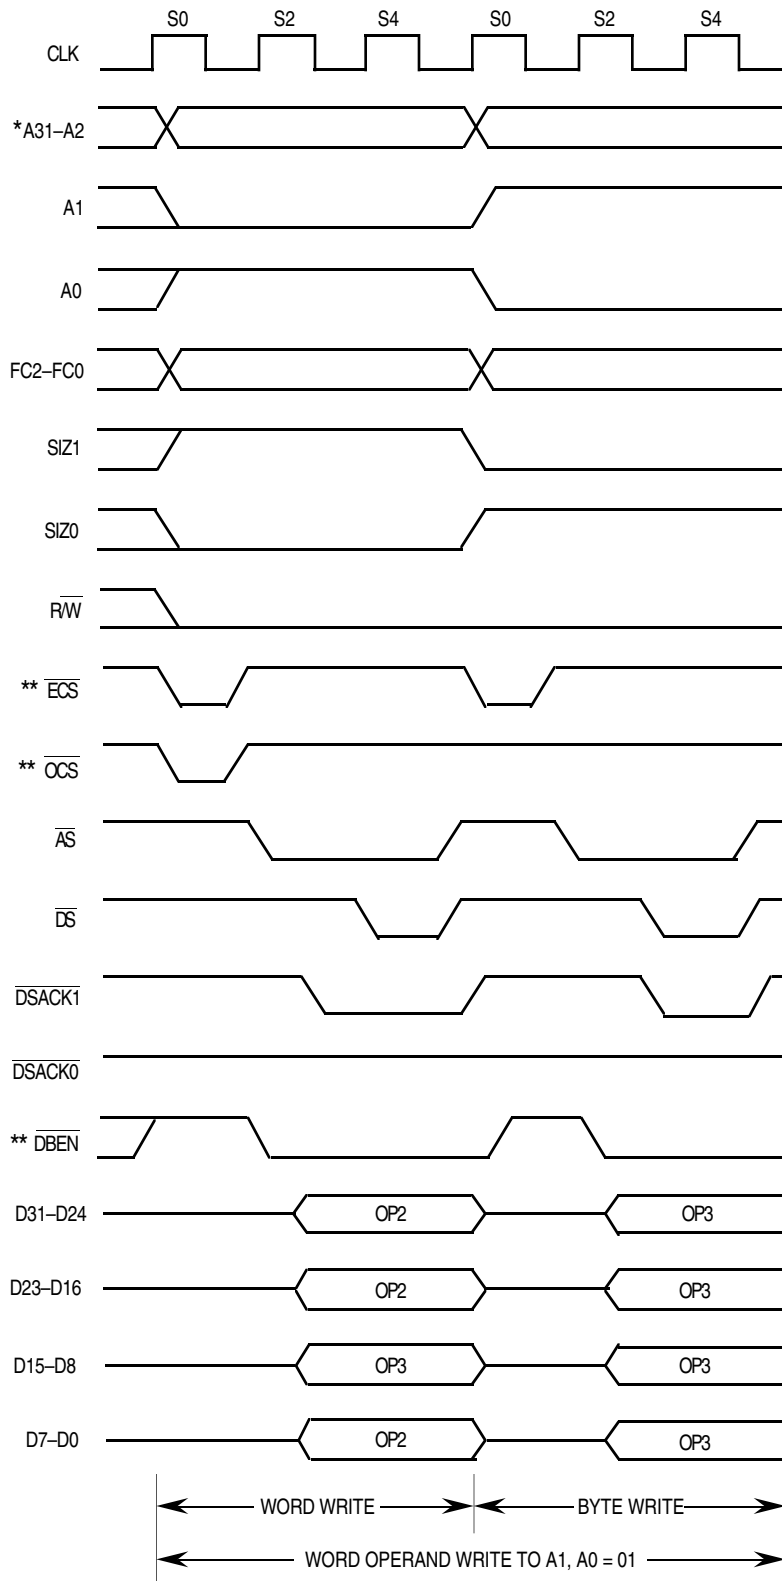 S0 S2 S4 S0 S2 S4
CLK
*A31–A2
A1
A0
FC2–FC0
SIZ1
SIZ0
R/W
** ECS
** OCS
AS
DS
DSACK1
DSACK0
** DBEN
D31–D24 OP2 OP3
D23–D16 OP2 OP3
D15–D8 OP3 OP3
D7–D0 OP2 OP3
WORD WRITE BYTE WRITE
WORD OPERAND WRITE TO A1, A0 = 01